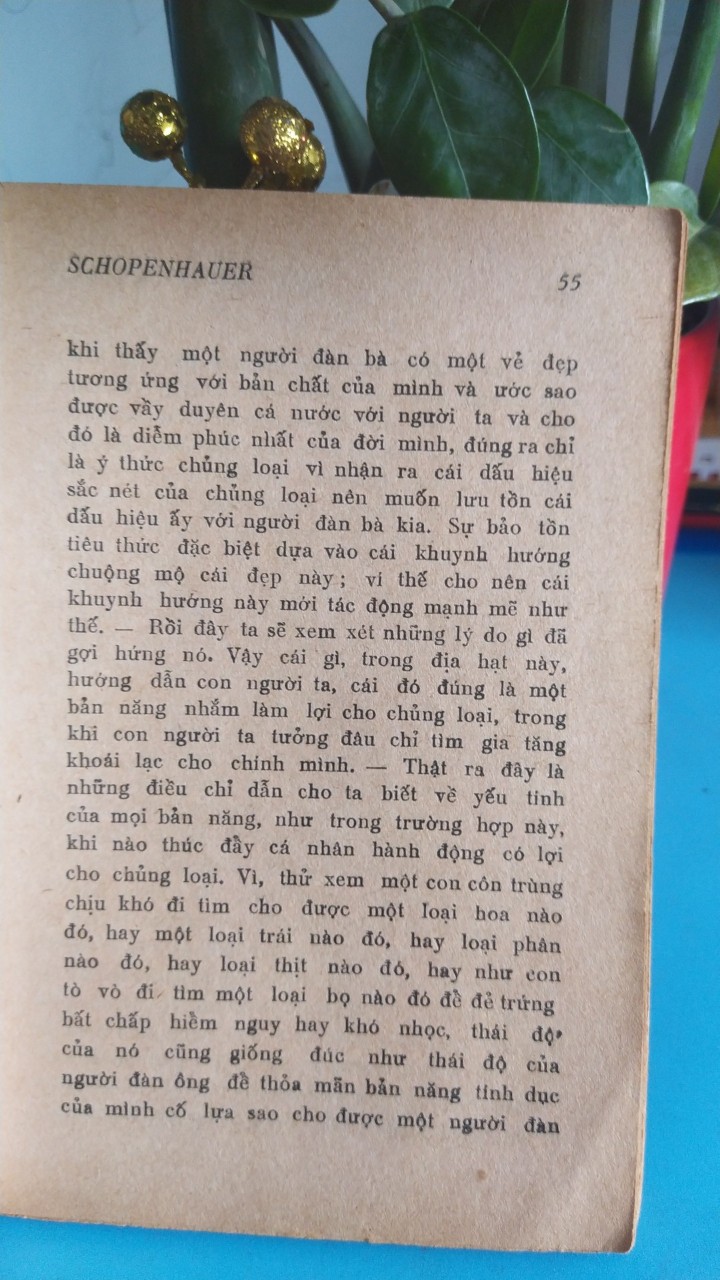 SCHOPENHAUER
55
khi thấy một người đàn bà có một vẻ đẹp
tương ứng với bản chất của mình và ước sao
được vầy duyên cá nước với người ta và cho
đó là diễm phúc nhất của đời mình, đúng ra chỉ
là ý thức chủng loại vì nhận ra cái dấu hiệu
sắc nét của chủng loại nên muốn lưu tồn cái
dấu hiệu ấy với người đàn bà kia. Sự bảo tồn
tiêu thức đặc biệt dựa vào cái khuynh hướng
chuộng mộ cái đẹp này; vì thế cho nên cái
khuynh hướng này mới tác động mạnh mẽ như
thế. — Rồi đây ta sẽ xem xét những lý do gì đã
gợi hứng nó. Vậy cái gì, trong địa hạt này,
hướng dẫn con người ta, cái đó đúng là một
bản năng nhắm làm lợi cho chủng loại, trong
khi con người ta tưởng đâu chỉ tìm gia tăng
khoái lạc cho chính mình. — Thật ra đây là
những điều chỉ dẫn cho ta biết về yếu tính
của mọi bản năng, như trong trường hợp này,
khi nào thúc đẩy cá nhân hành động có lợi
cho chủng loại. Vì, thử xem một con côn trùng
chịu khó đi tìm cho được một loại hoa nào
đó, hay một loại trái nào đó, hay loại phân
nào đó, hay loại thịt nào đó, hay như con
tò vò đi tìm một loại bọ nào đó để đẻ trứng
bất chấp hiểm nguy hay khó nhọc, thái độ
của nó cũng giống đúc như thái độ của
người đàn ông để thỏa mãn bản năng tính dục
của mình cố lựa sao cho được một người đàn